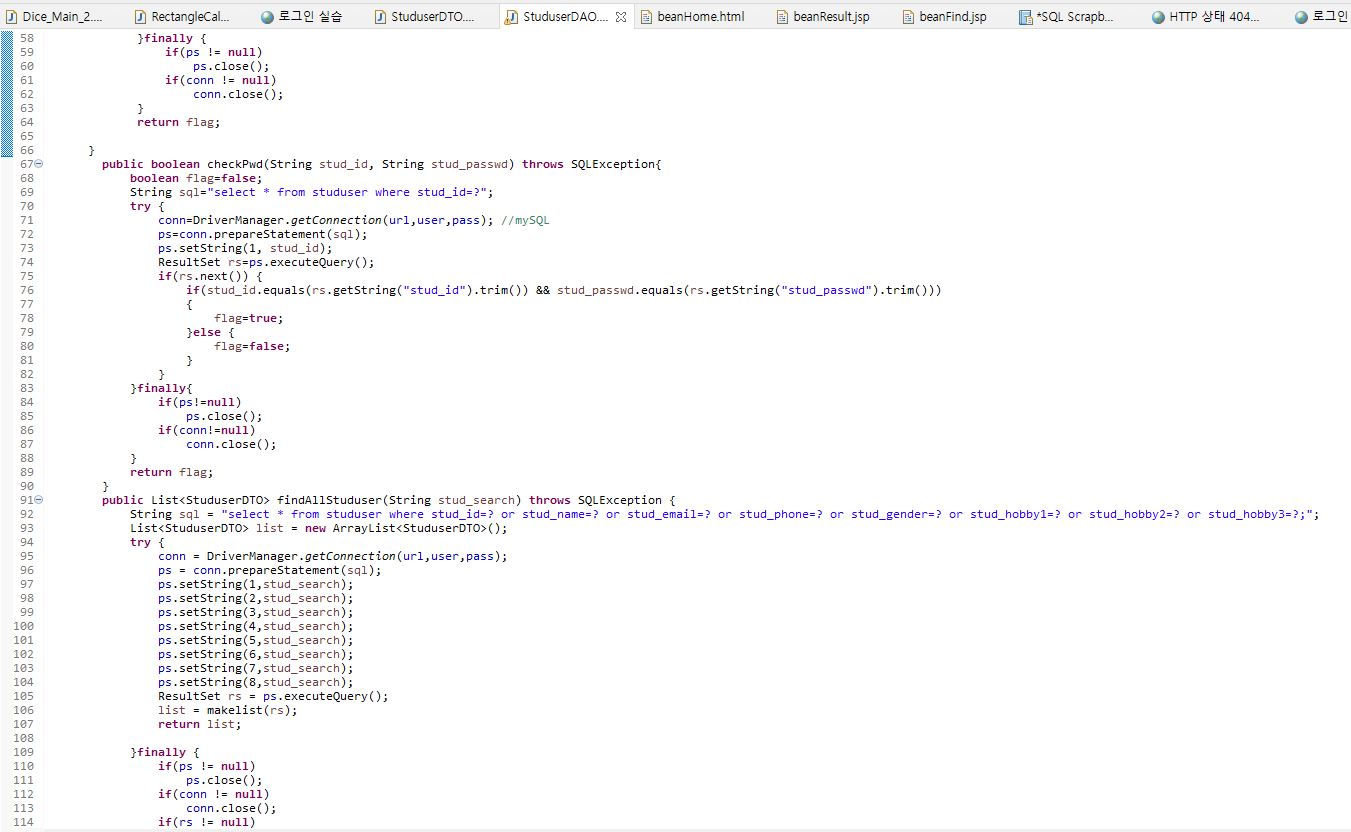 Dice_Main_2.... RectangleCal... 로그인 실습 StuduserDTO.... StuduserDAO.... beanHome.html beanResult.jsp beanFind.jsp *SQL Scrapb... HTTP 상태 404... 로그인
58 }finally {
59 if(ps != null)
60 ps.close();
61 if(conn != null)
62 conn.close();
63 }
64 return flag;
65
66 }
67 public boolean checkPwd(String stud_id, String stud_passwd) throws SQLException{
68 boolean flag=false;
69 String sql="select * from studuser where stud_id=?";
70 try {
71 conn=DriverManager.getConnection(url,user,pass); //mySQL
72 ps=conn.prepareStatement(sql);
73 ps.setString(1, stud_id);
74 ResultSet rs=ps.executeQuery();
75 if(rs.next()) {
76 if(stud_id.equals(rs.getString("stud_id").trim()) && stud_passwd.equals(rs.getString("stud_passwd").trim()))
77 {
78 flag=true;
79 }else {
80 flag=false;
81 }
82 }
83 }finally{
84 if(ps!=null)
85 ps.close();
86 if(conn!=null)
87 conn.close();
88 }
89 return flag;
90 }
91 public List<StuduserDTO> findAllStuduser(String stud_search) throws SQLException {
92 String sql = "select * from studuser where stud_id=? or stud_name=? or stud_email=? or stud_phone=? or stud_gender=? or stud_hobby1=? or stud_hobby2=? or stud_hobby3=?;";
93 List<StuduserDTO> list = new ArrayList<StuduserDTO>();
94 try {
95 conn = DriverManager.getConnection(url,user,pass);
96 ps = conn.prepareStatement(sql);
97 ps.setString(1,stud_search);
98 ps.setString(2,stud_search);
99 ps.setString(3,stud_search);
100 ps.setString(4,stud_search);
101 ps.setString(5,stud_search);
102 ps.setString(6,stud_search);
103 ps.setString(7,stud_search);
104 ps.setString(8,stud_search);
105 ResultSet rs = ps.executeQuery();
106 list = makelist(rs);
107 return list;
108
109 }finally {
110 if(ps != null)
111 ps.close();
112 if(conn != null)
113 conn.close();
114 if(rs != null)